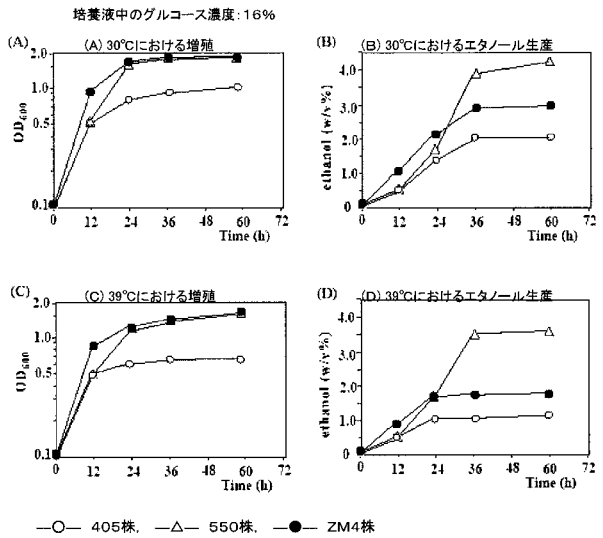 培養液中のグルコース濃度:16%
(A)
(A) 30℃における増殖
2.0
1.0
0.5
0.1
OD600
0 12 24 36 48 60 72
Time (h)
(B)
(B) 30℃におけるエタノール生産
4.0
3.0
2.0
1.0
0
ethanol (w/v%)
0 12 24 36 48 60 72
Time (h)
(C)
(C) 39℃における増殖
2.0
1.0
0.5
0.1
OD600
0 12 24 36 48 60 72
Time (h)
(D)
(D) 39℃におけるエタノール生産
4.0
3.0
2.0
1.0
0
ethanol (w/v%)
0 12 24 36 48 60 72
Time (h)
405株, 550株, ZM4株